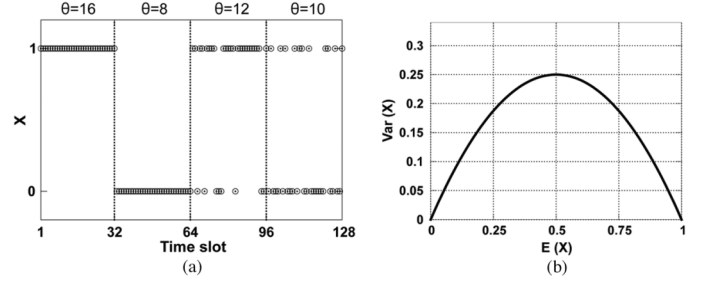 θ=16 θ=8 θ=12 θ=10
1
X
0
1 32 64 96 128
Time slot
(a)
0.3
0.25
0.2
0.15
0.1
0.05
0
Var (X)
0 0.25 0.5 0.75 1
E (X)
(b)